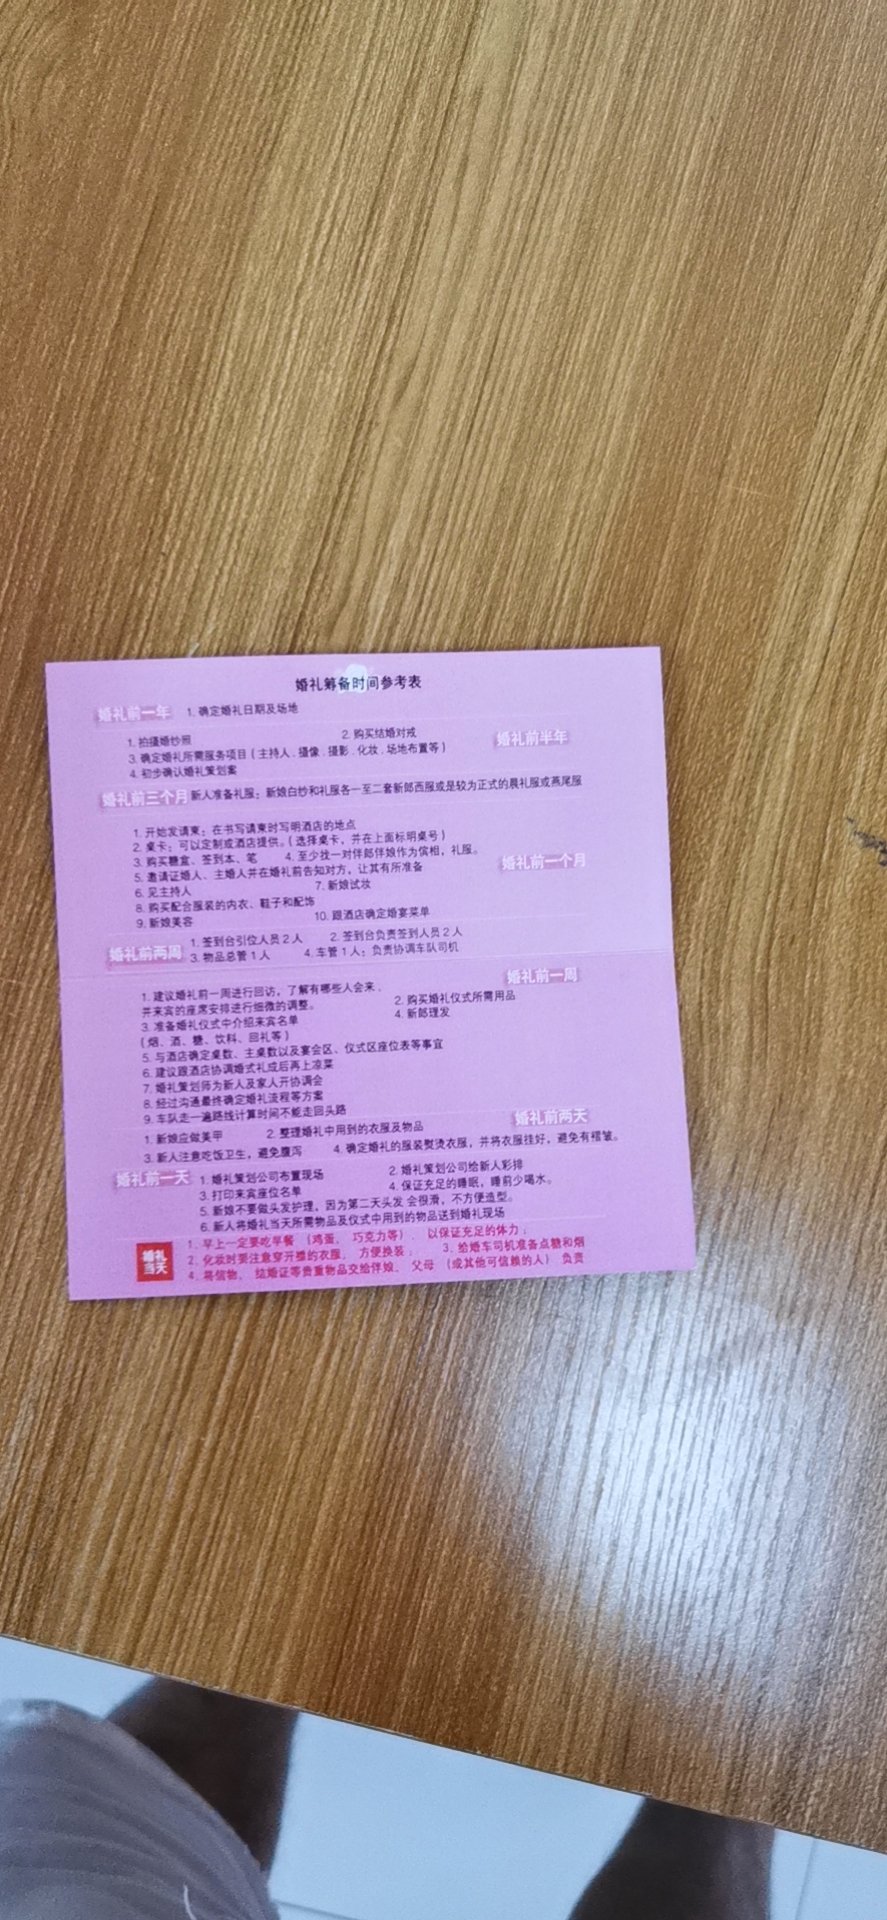 婚礼筹备时间参考表
婚礼前一年 1. 确定婚礼日期及场地
1. 拍摄婚纱照 2. 购买结婚对戒 婚礼前半年
3. 确定婚礼所需服务项目（主持人．摄像．摄影．化妆．场地布置等）
4. 初步确认婚礼策划案
婚礼前三个月 新人准备礼服：新娘白纱和礼服各一至二套新郎西服或是较为正式的晨礼服或燕尾服
1. 开始发请柬：在书写请柬时写明酒店的地点
2. 桌卡：可以定制或酒店提供。（选择桌卡，并在上面标明桌号）
3. 购买糖盒、签到本、笔 4. 至少找一对伴郎伴娘作为傧相，礼服。 婚礼前一个月
5. 邀请证婚人、主婚人并在婚礼前告知对方，让其有所准备
6. 见主持人 7. 新娘试妆
8. 购买配合服装的内衣、鞋子和配饰
9. 新娘美容 10. 跟酒店确定婚宴菜单
婚礼前两周 1. 签到台引位人员 2 人 2. 签到台负责签到人员 2 人
3. 物品总管 1 人 4. 车管 1 人：负责协调车队司机
婚礼前一周
1. 建议婚礼前一周进行回访，了解有哪些人会来．
并来宾的座席安排进行细微的调整。 2. 购买婚礼仪式所需用品
3. 准备婚礼仪式中介绍来宾名单 4. 新郎理发
（烟、酒、糖、饮料、回礼等）
5. 与酒店确定桌数、主桌数以及宴会区、仪式区座位表等事宜
6. 建议跟酒店协调婚式礼成后再上凉菜
7. 婚礼策划师为新人及家人开协调会
8. 经过沟通最终确定婚礼流程等方案
9. 车队走一遍路线计算时间不能走回头路 婚礼前两天
1. 新娘应做美甲 2. 整理婚礼中用到的衣服及物品
3. 新人注意吃饭卫生，避免腹泻 4. 确定婚礼的服装熨烫衣服，并将衣服挂好，避免有褶皱。
婚礼前一天 1. 婚礼策划公司布置现场 2. 婚礼策划公司给新人彩排
3. 打印来宾座位名单 4. 保证充足的睡眠，睡前少喝水。
5. 新娘不要做头发护理，因为第二天头发 会很滑，不方便造型。
6. 新人将婚礼当天所需物品及仪式中用到的物品送到婚礼现场
婚礼当天 1. 早上一定要吃早餐 （鸡蛋， 巧克力等）， 以保证充足的体力；
2. 化妆时要注意穿开襟的衣服， 方便换装； 3. 给婚车司机准备点糖和烟
4. 将信物， 结婚证等贵重物品交给伴娘， 父母 （或其他可信赖的人） 负责